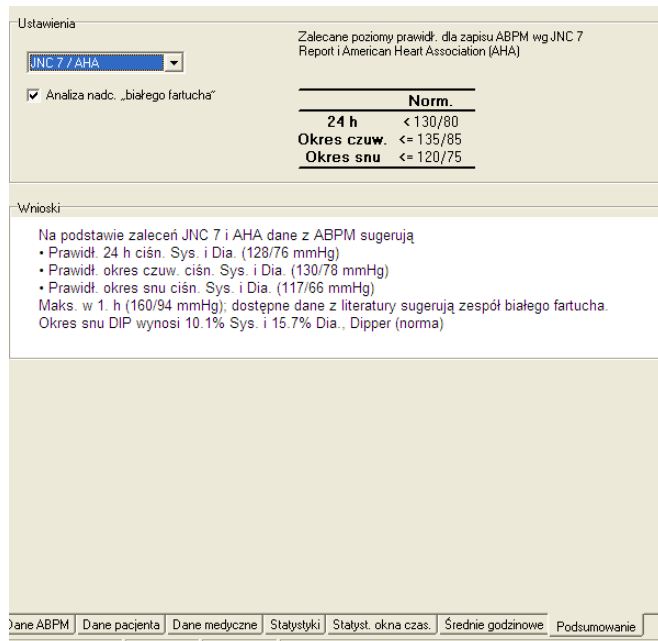 Ustawienia
JNC 7 / AHA
Analiza nadc. „białego fartucha"
Zalecane poziomy prawidł. dla zapisu ABPM wg JNC 7
Report i American Heart Association (AHA)
Norm.
24 h < 130/80
Okres czuw. <= 135/85
Okres snu <= 120/75
Wnioski
Na podstawie zaleceń JNC 7 i AHA dane z ABPM sugerują
• Prawidł. 24 h ciśn. Sys. i Dia. (128/76 mmHg)
• Prawidł. okres czuw. ciśn. Sys. i Dia. (130/78 mmHg)
• Prawidł. okres snu ciśn. Sys. i Dia. (117/66 mmHg)
Maks. w 1. h (160/94 mmHg); dostępne dane z literatury sugerują zespół białego fartucha.
Okres snu DIP wynosi 10.1% Sys. i 15.7% Dia., Dipper (norma)
Dane ABPM Dane pacjenta Dane medyczne Statystyki Statyst. okna czas. Średnie godzinowe Podsumowanie